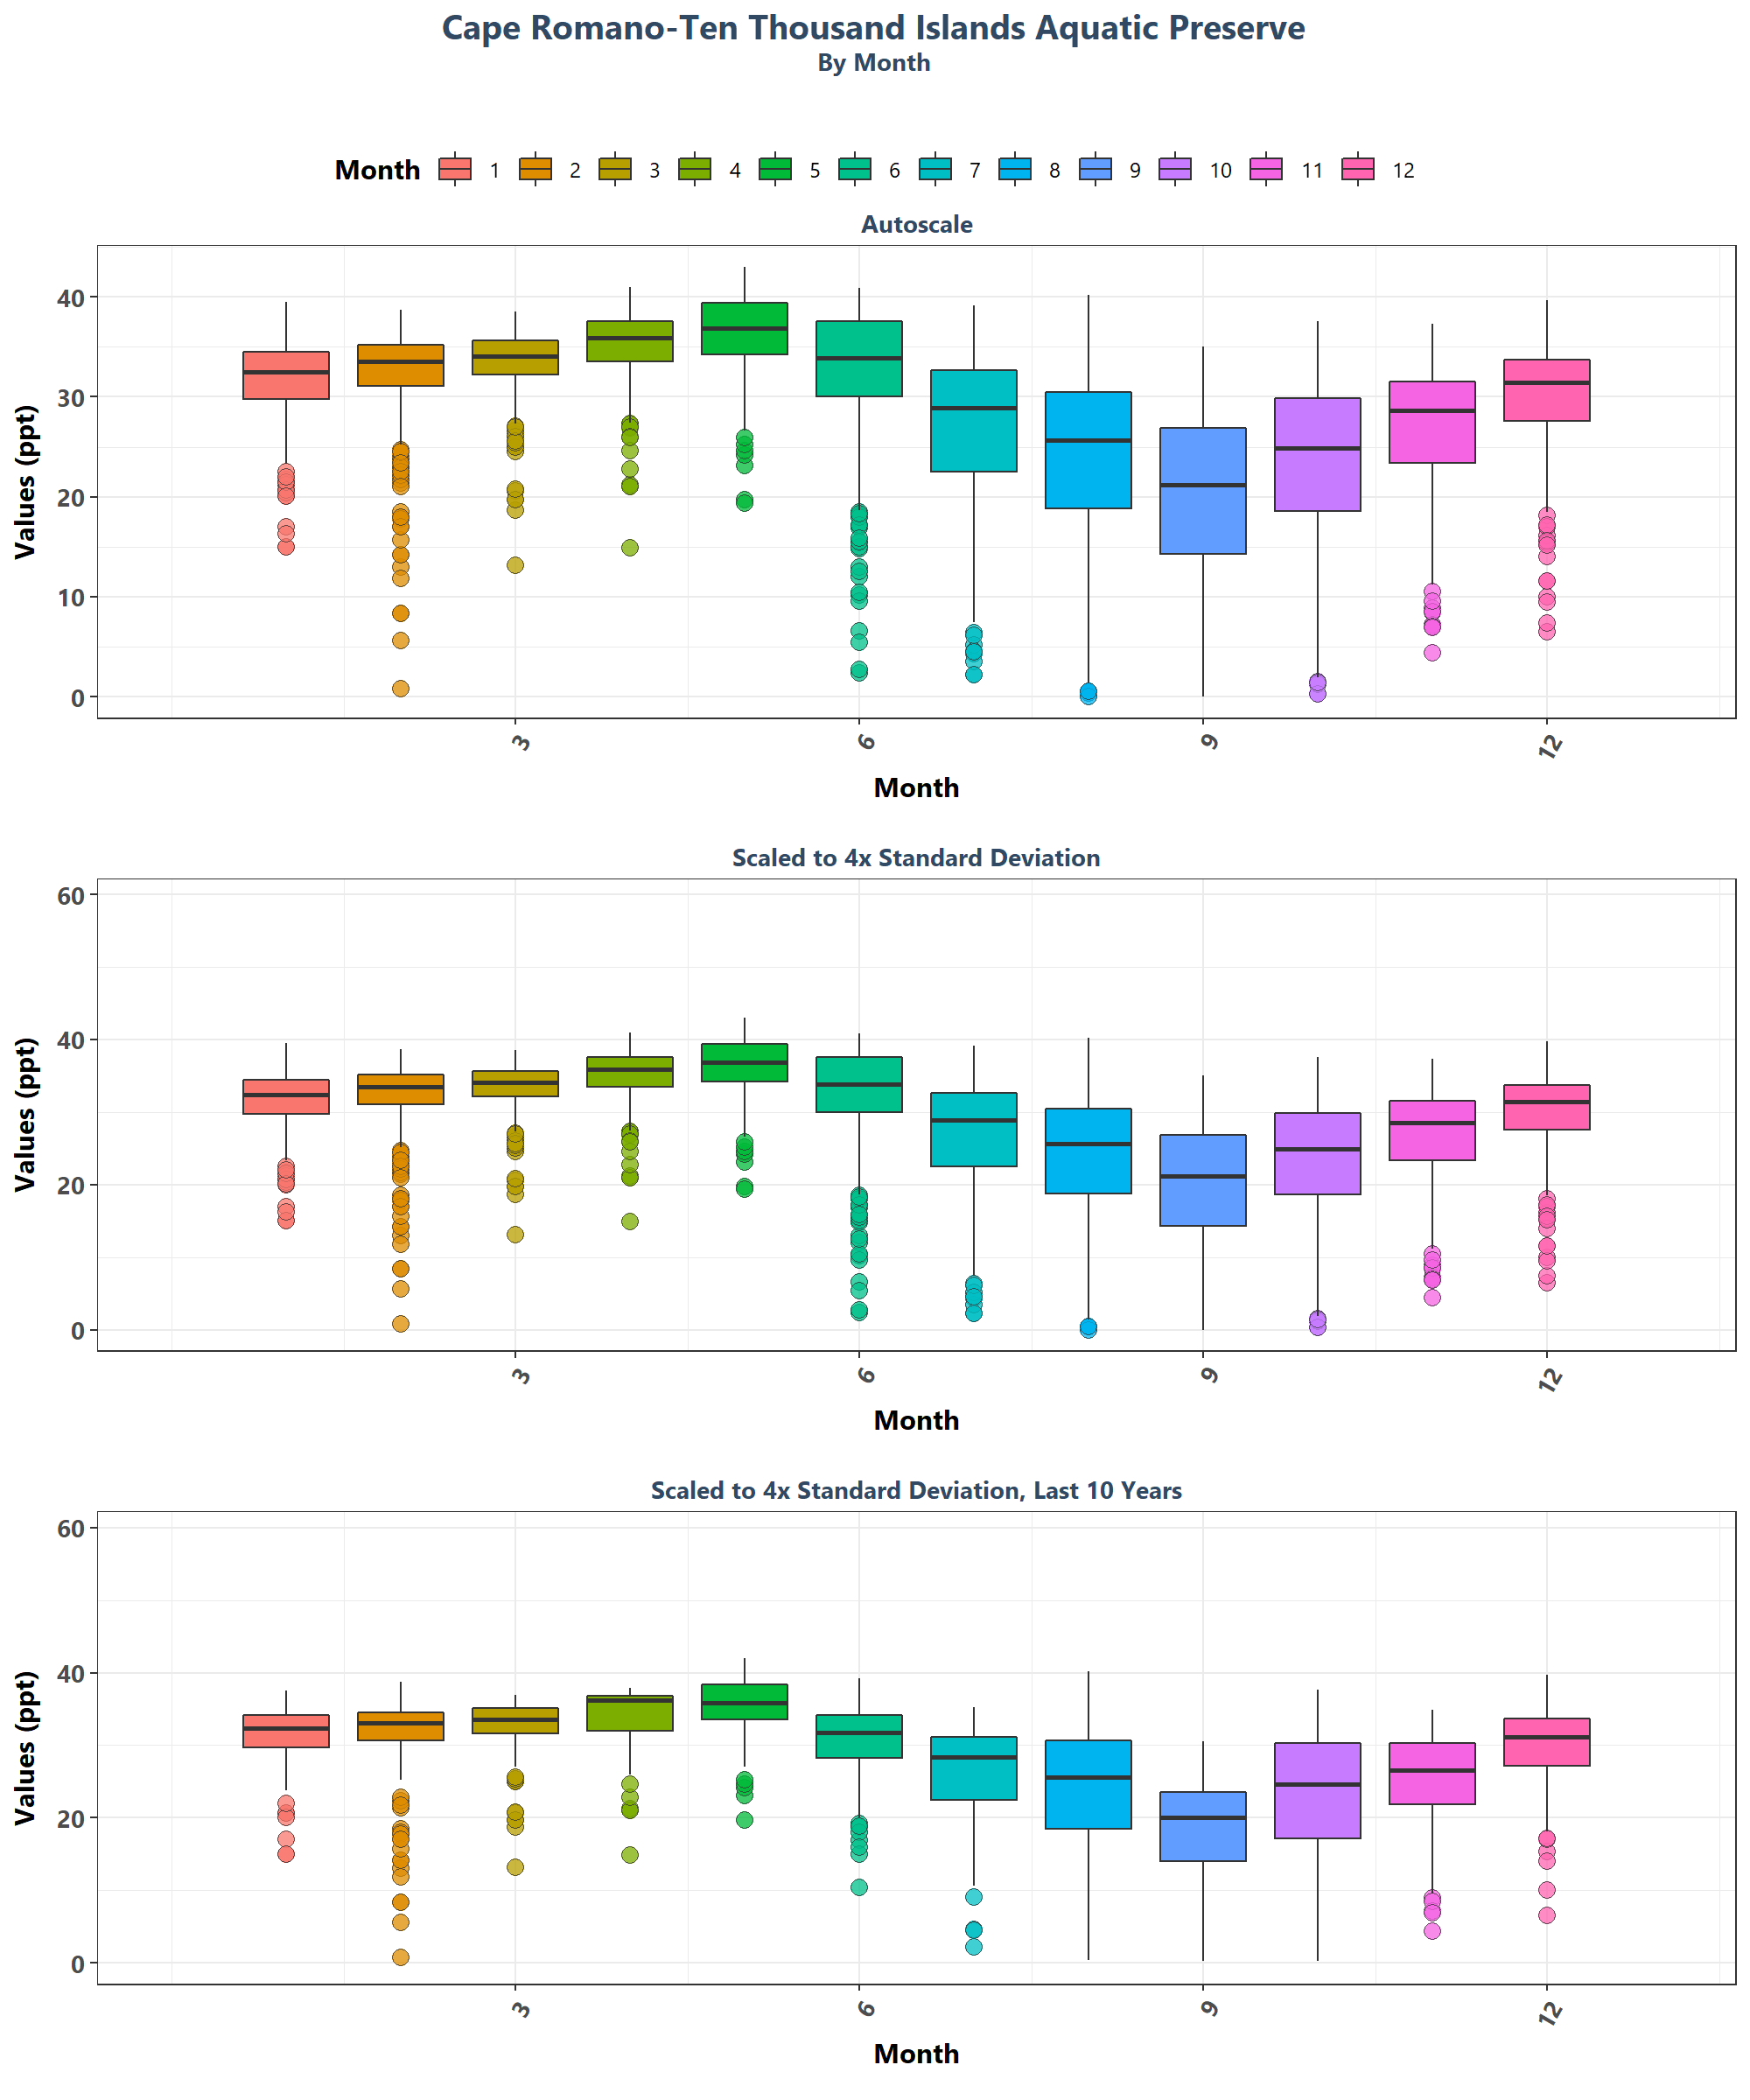 Cape Romano-Ten Thousand Islands Aquatic Preserve
By Month
Month 1 2 3 4 5 6 7 8 9 10 11 12
Autoscale
Values (ppt)
40
30
20
10
0
3 6 9 12
Month
Scaled to 4x Standard Deviation
Values (ppt)
60
40
20
0
3 6 9 12
Month
Scaled to 4x Standard Deviation, Last 10 Years
Values (ppt)
60
40
20
0
3 6 9 12
Month